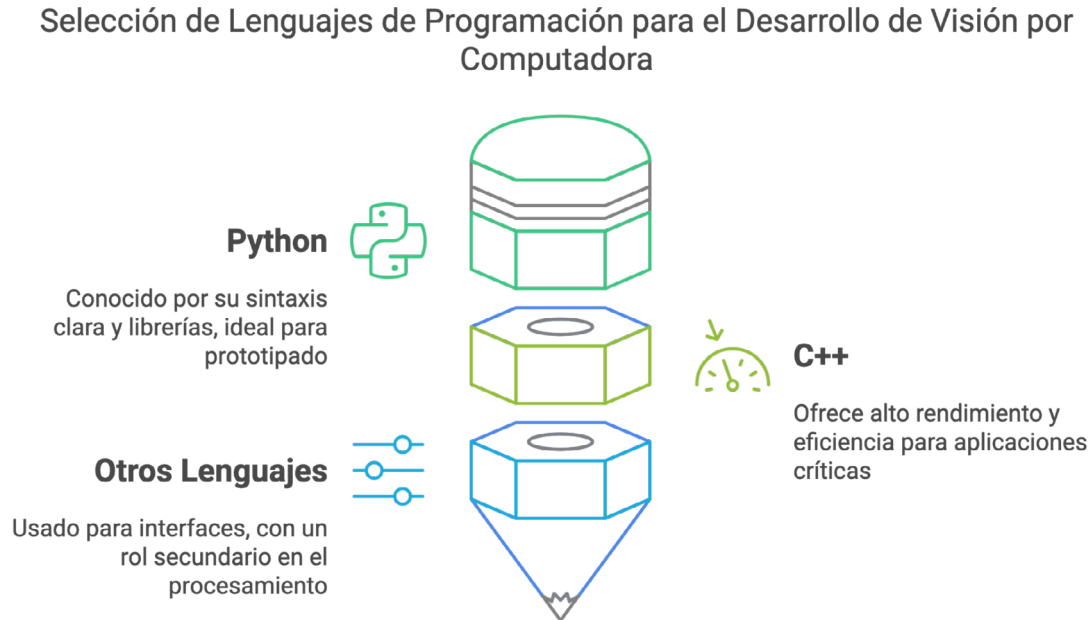 Selección de Lenguajes de Programación para el Desarrollo de Visión por
Computadora
Python
Conocido por su sintaxis
clara y librerías, ideal para
prototipado
C++
Ofrece alto rendimiento y
eficiencia para aplicaciones
críticas
Otros Lenguajes
Usado para interfaces, con un
rol secundario en el
procesamiento